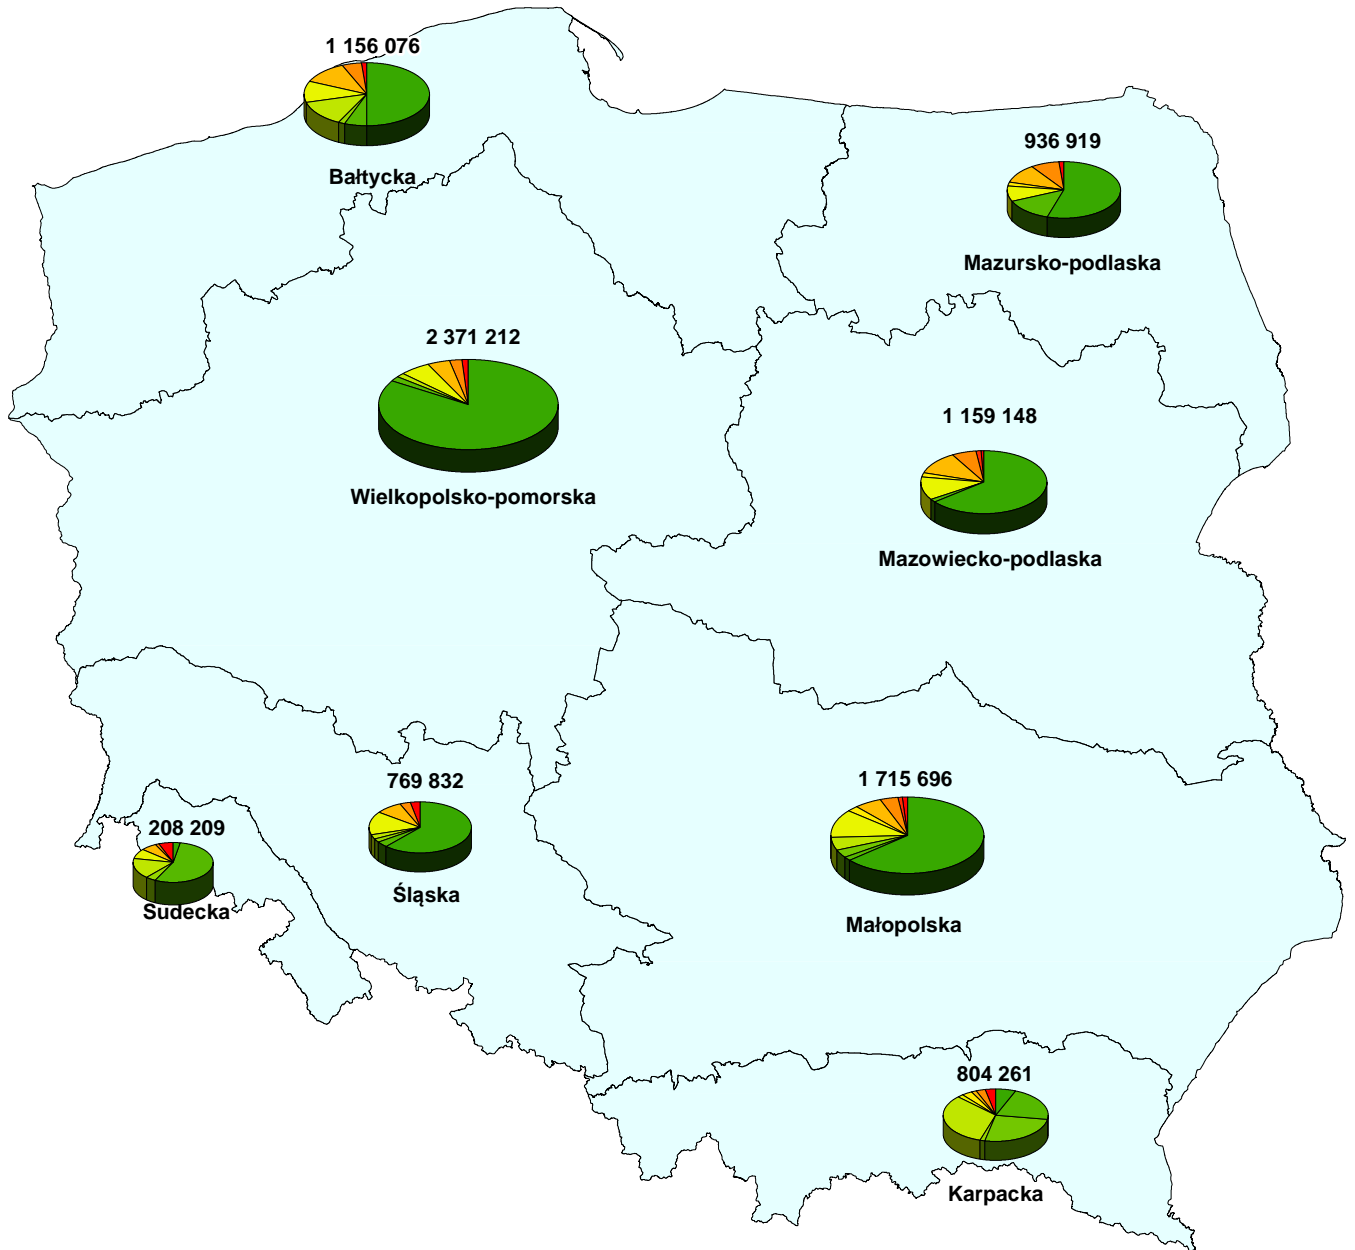 1 156 076
Bałtycka
936 919
Mazursko-podlaska
2 371 212
Wielkopolsko-pomorska
1 159 148
Mazowiecko-podlaska
769 832
Śląska
208 209
Sudecka
1 715 696
Małopolska
804 261
Karpacka